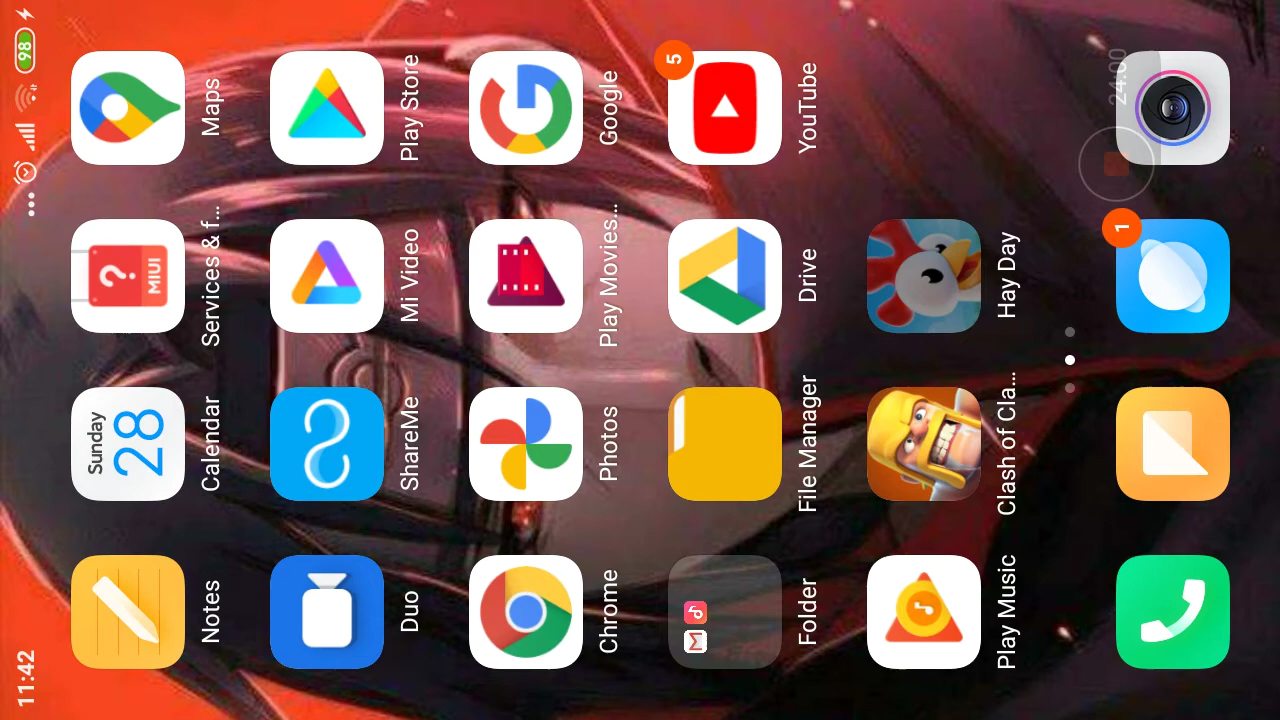 11:42
98
24:00
Notes
Sunday
28
Calendar
?
MIUI
Services & f...
Maps
Duo
ShareMe
Mi Video
Play Store
Chrome
Photos
Play Movies...
Google
Folder
File Manager
Drive
5
YouTube
Play Music
Clash of Cla...
Hay Day
1